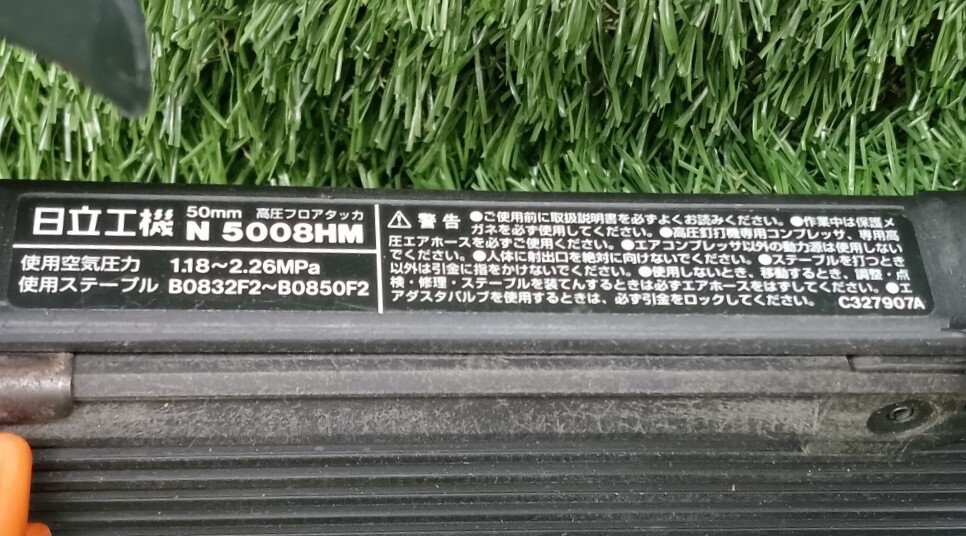 日立工機 50mm 高圧フロアタッカ
N 5008HM
使用空気圧力 1.18～2.26MPa
使用ステープル B0832F2～B0850F2
⚠警告 ●ご使用前に取扱説明書を必ずよくお読みください。●作業中は保護メ
ガネを必ず使用してください。●高圧釘打機専用コンプレッサ、専用高
圧エアホースを必ずご使用ください。●エアコンプレッサ以外の動力源は使用しない
でください。●人体に射出口を絶対に向けないでください。●ステープルを打つとき
以外は引金に指をかけないでください。●使用しないとき、移動するとき、調整・点
検・修理・ステープルを装てんするときは必ずエアホースをはずしてください。●エ
アダスタバルブを使用するときは、必ず引金をロックしてください。 C327907A